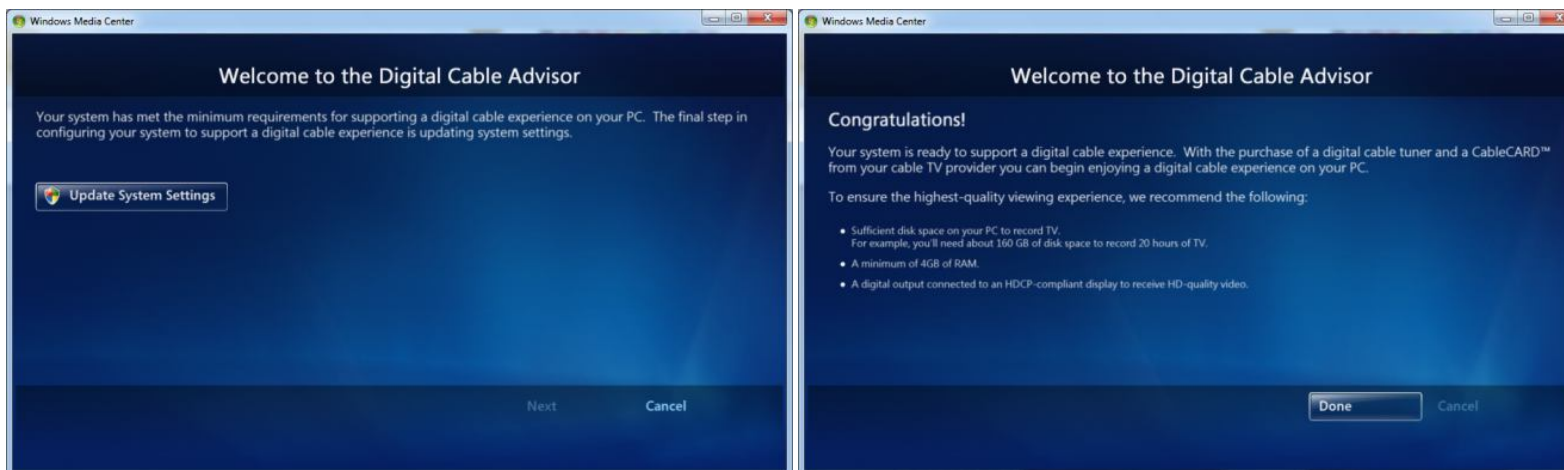 Windows Media Center
Welcome to the Digital Cable Advisor
Your system has met the minimum requirements for supporting a digital cable experience on your PC.  The final step in
configuring your system to support a digital cable experience is updating system settings.
Update System Settings
Next
Cancel
Windows Media Center
Welcome to the Digital Cable Advisor
Congratulations!
Your system is ready to support a digital cable experience.  With the purchase of a digital cable tuner and a CableCARD™
from your cable TV provider you can begin enjoying a digital cable experience on your PC.
To ensure the highest-quality viewing experience, we recommend the following:
• Sufficient disk space on your PC to record TV.
For example, you'll need about 160 GB of disk space to record 20 hours of TV.
• A minimum of 4GB of RAM.
• A digital output connected to an HDCP-compliant display to receive HD-quality video.
Done
Cancel